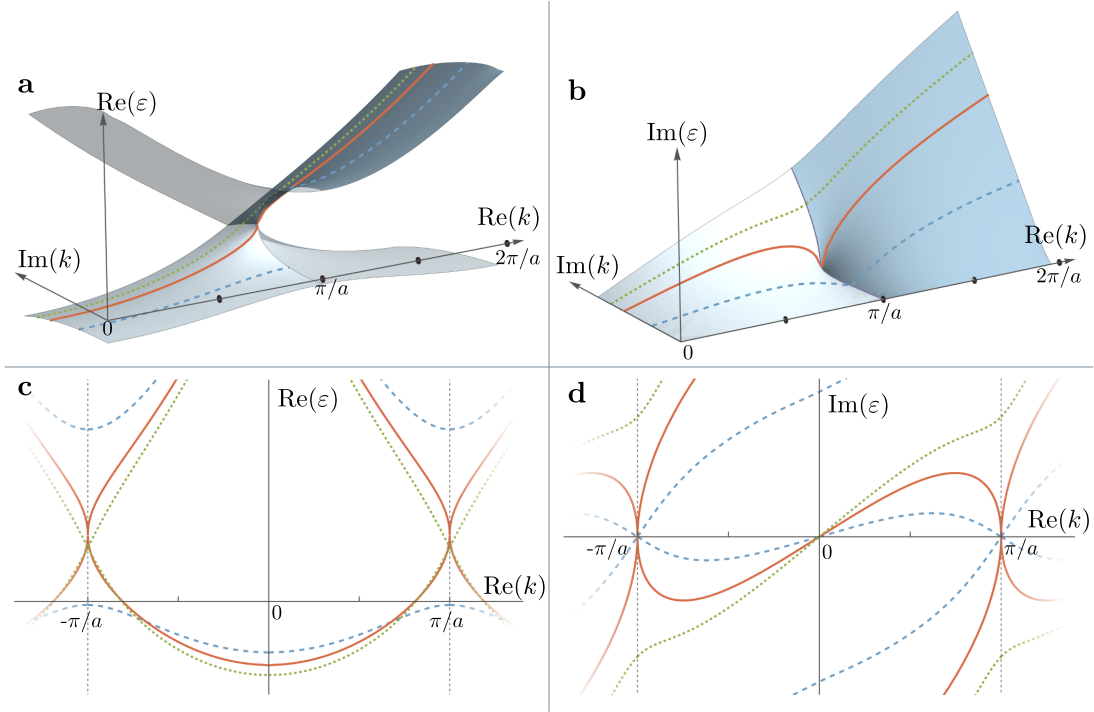 a
Re(ε)
Im(k)
Re(k)
0
π/a
2π/a
b
Im(ε)
Im(k)
Re(k)
0
π/a
2π/a
c
Re(ε)
Re(k)
-π/a
0
π/a
d
Im(ε)
Re(k)
-π/a
0
π/a